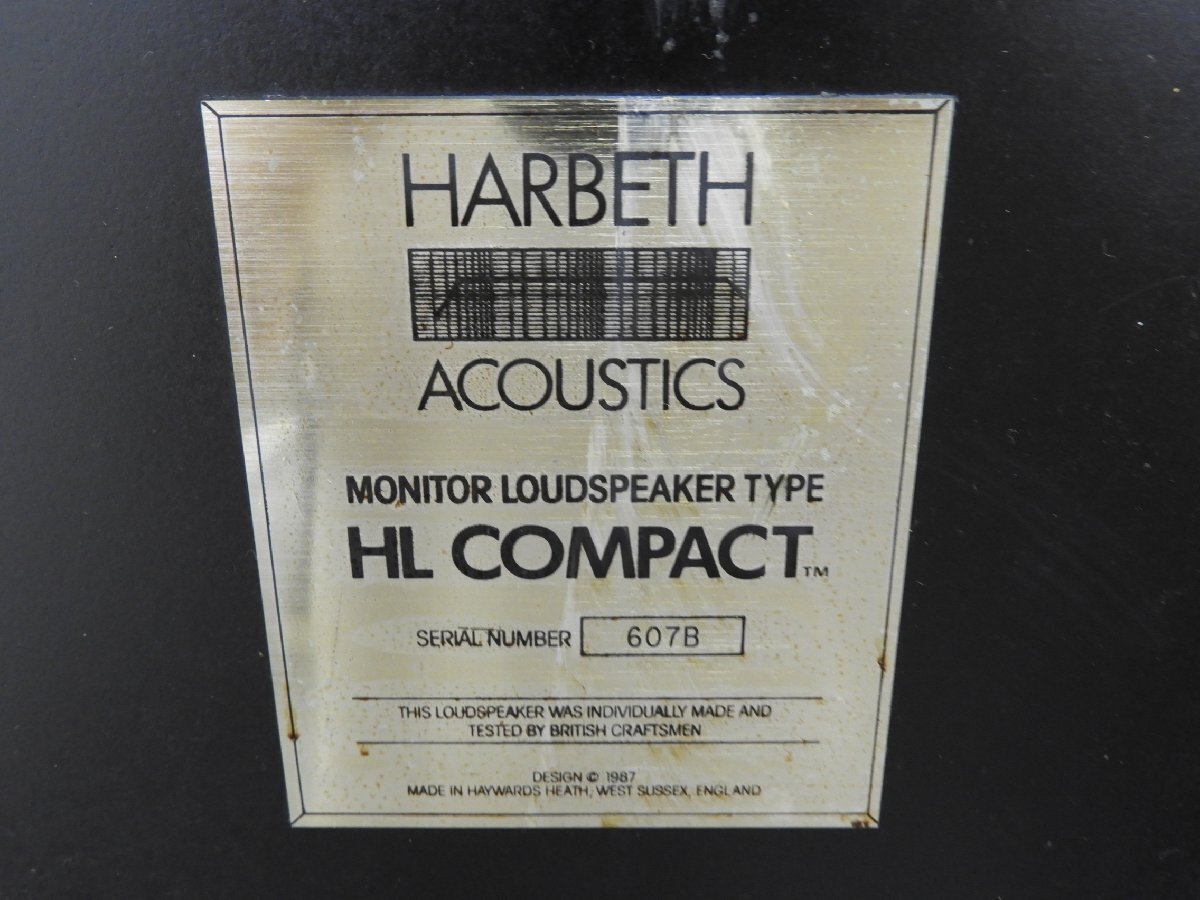 HARBETH
ACOUSTICS
MONITOR LOUDSPEAKER TYPE
HL COMPACT™
SERIAL NUMBER 607B
THIS LOUDSPEAKER WAS INDIVIDUALLY MADE AND
TESTED BY BRITISH CRAFTSMEN
DESIGN © 1987
MADE IN HAYWARDS HEATH, WEST SUSSEX, ENGLAND